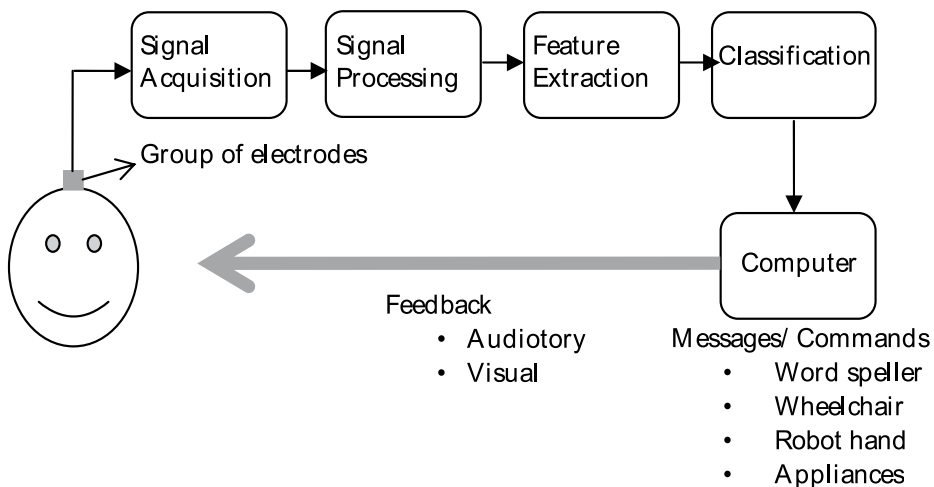 Signal
Acquisition
Signal
Processing
Feature
Extraction
Classification
Group of electrodes
Computer
Feedback
• Audiotory
• Visual
Messages/ Commands
• Word speller
• Wheelchair
• Robot hand
• Appliances